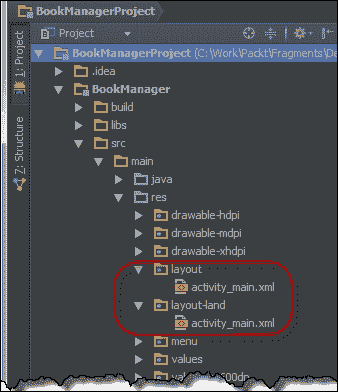 BookManagerProject
1: Project
7: Structure
Project
BookManagerProject (C:\Work\Packt\Fragments\De
.idea
BookManager
build
libs
src
main
java
res
drawable-hdpi
drawable-mdpi
drawable-xhdpi
layout
activity_main.xml
layout-land
activity_main.xml
menu
values